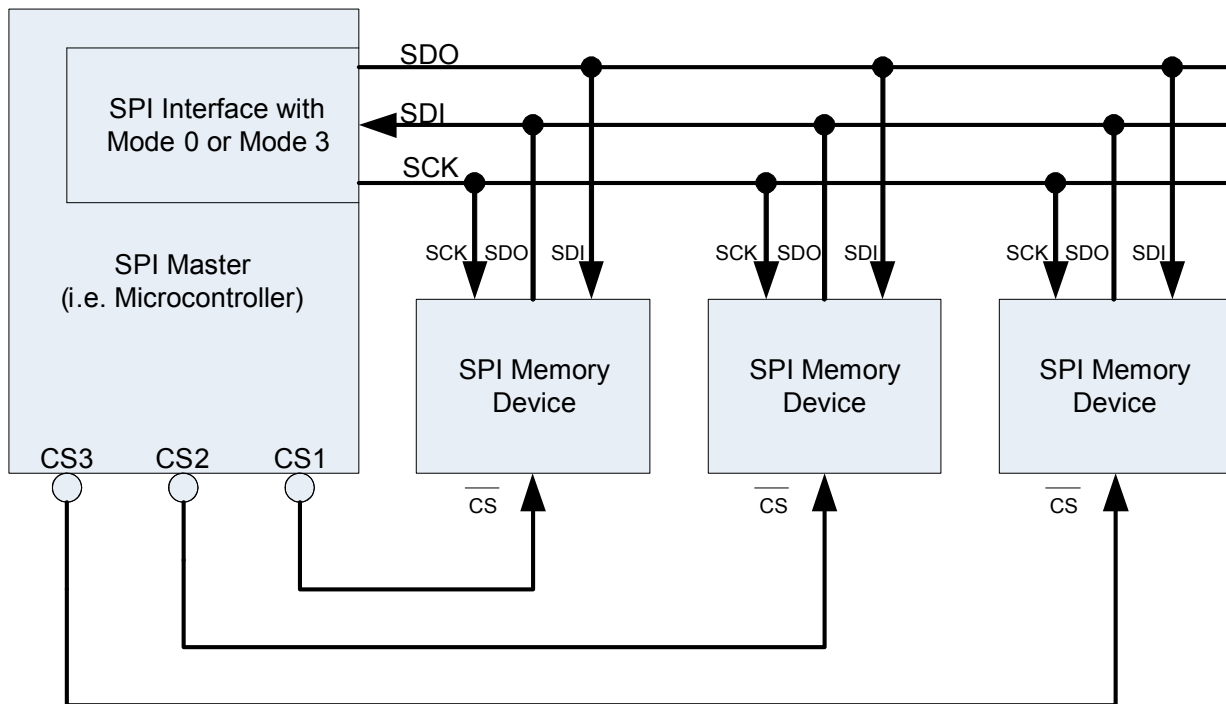 SDO
SPI Interface with
Mode 0 or Mode 3
SDI
SCK
SPI Master
(i.e. Microcontroller)
SCK SDO SDI
SCK SDO SDI
SCK SDO SDI
SPI Memory
Device
SPI Memory
Device
SPI Memory
Device
CS3 CS2 CS1
CS
CS
CS